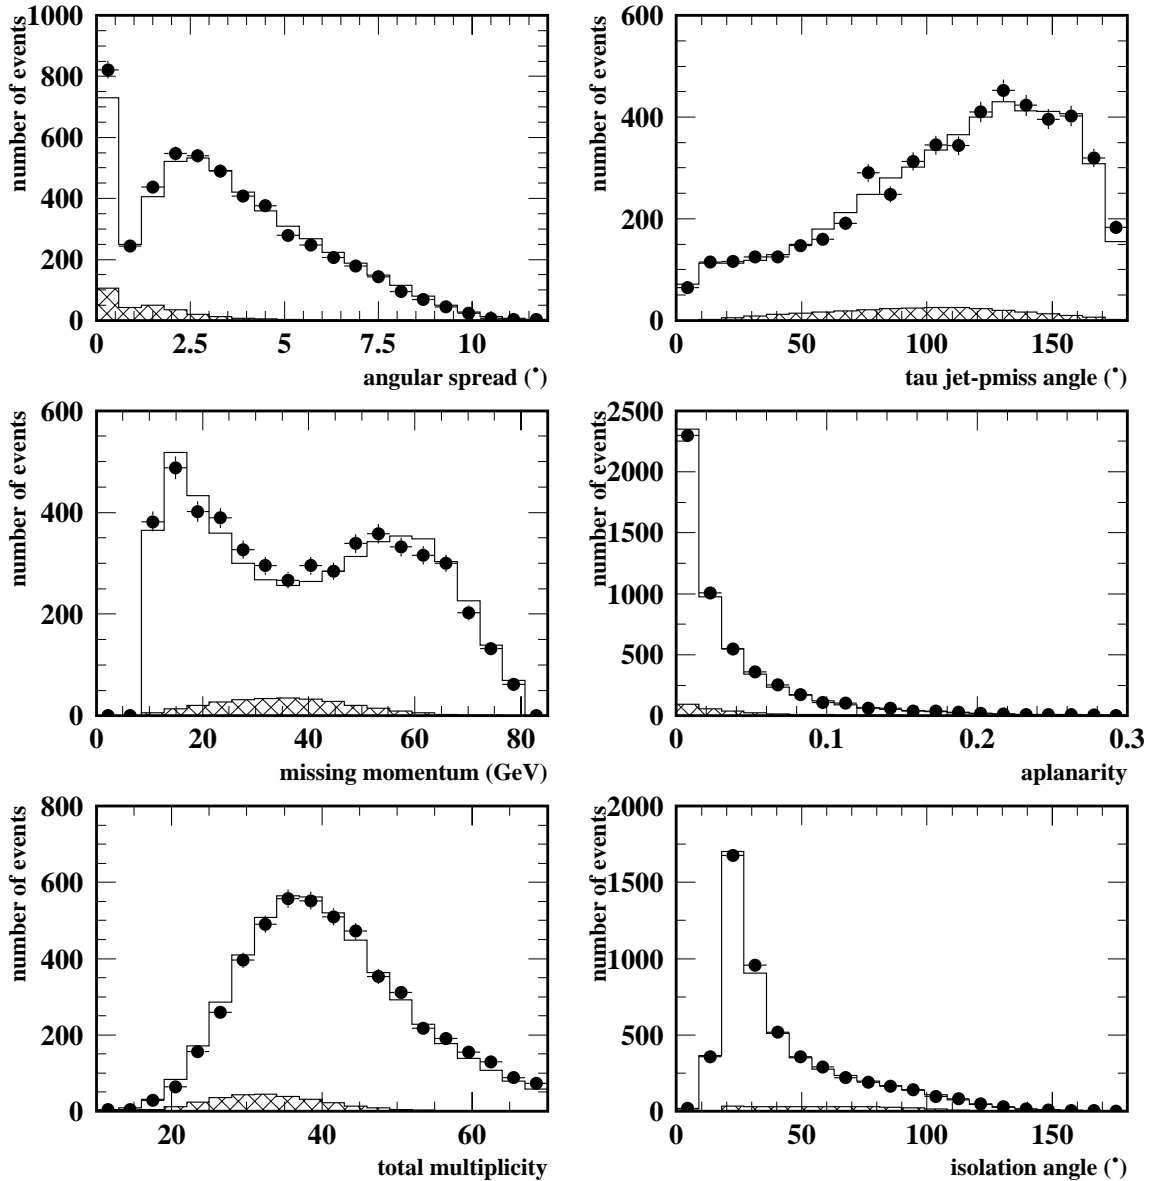 number of events
1000
800
600
400
200
0
0 2.5 5 7.5 10
angular spread (•)
number of events
600
400
200
0
0 50 100 150
tau jet-pmiss angle (•)
number of events
600
400
200
0
0 20 40 60 80
missing momentum (GeV)
number of events
2500
2000
1500
1000
500
0
0 0.1 0.2 0.3
aplanarity
number of events
800
600
400
200
0
20 40 60
total multiplicity
number of events
2000
1500
1000
500
0
0 50 100 150
isolation angle (•)